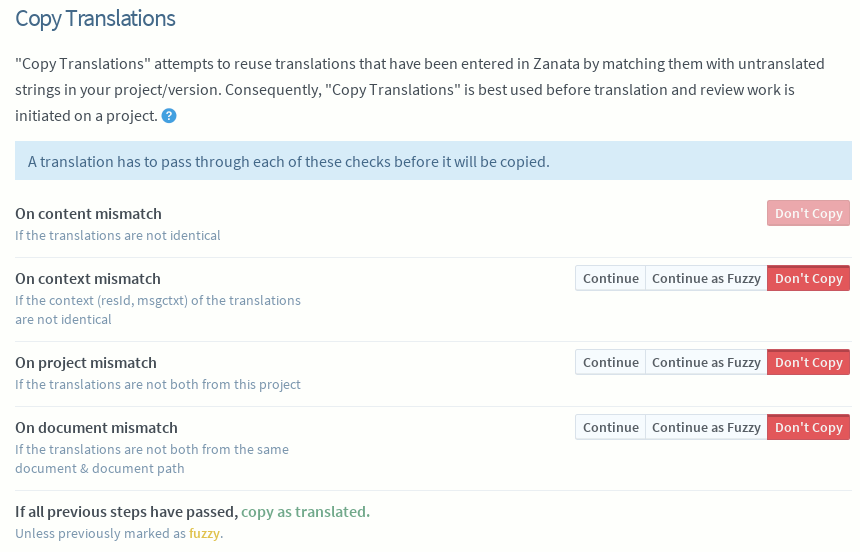 Copy Translations
"Copy Translations" attempts to reuse translations that have been entered in Zanata by matching them with untranslated
strings in your project/version. Consequently, "Copy Translations" is best used before translation and review work is
initiated on a project. ?
A translation has to pass through each of these checks before it will be copied.
On content mismatch
Don't Copy
If the translations are not identical
On context mismatch
Continue Continue as Fuzzy Don't Copy
If the context (resId, msgctxt) of the translations
are not identical
On project mismatch
Continue Continue as Fuzzy Don't Copy
If the translations are not both from this project
On document mismatch
Continue Continue as Fuzzy Don't Copy
If the translations are not both from the same
document & document path
If all previous steps have passed, copy as translated.
Unless previously marked as fuzzy.